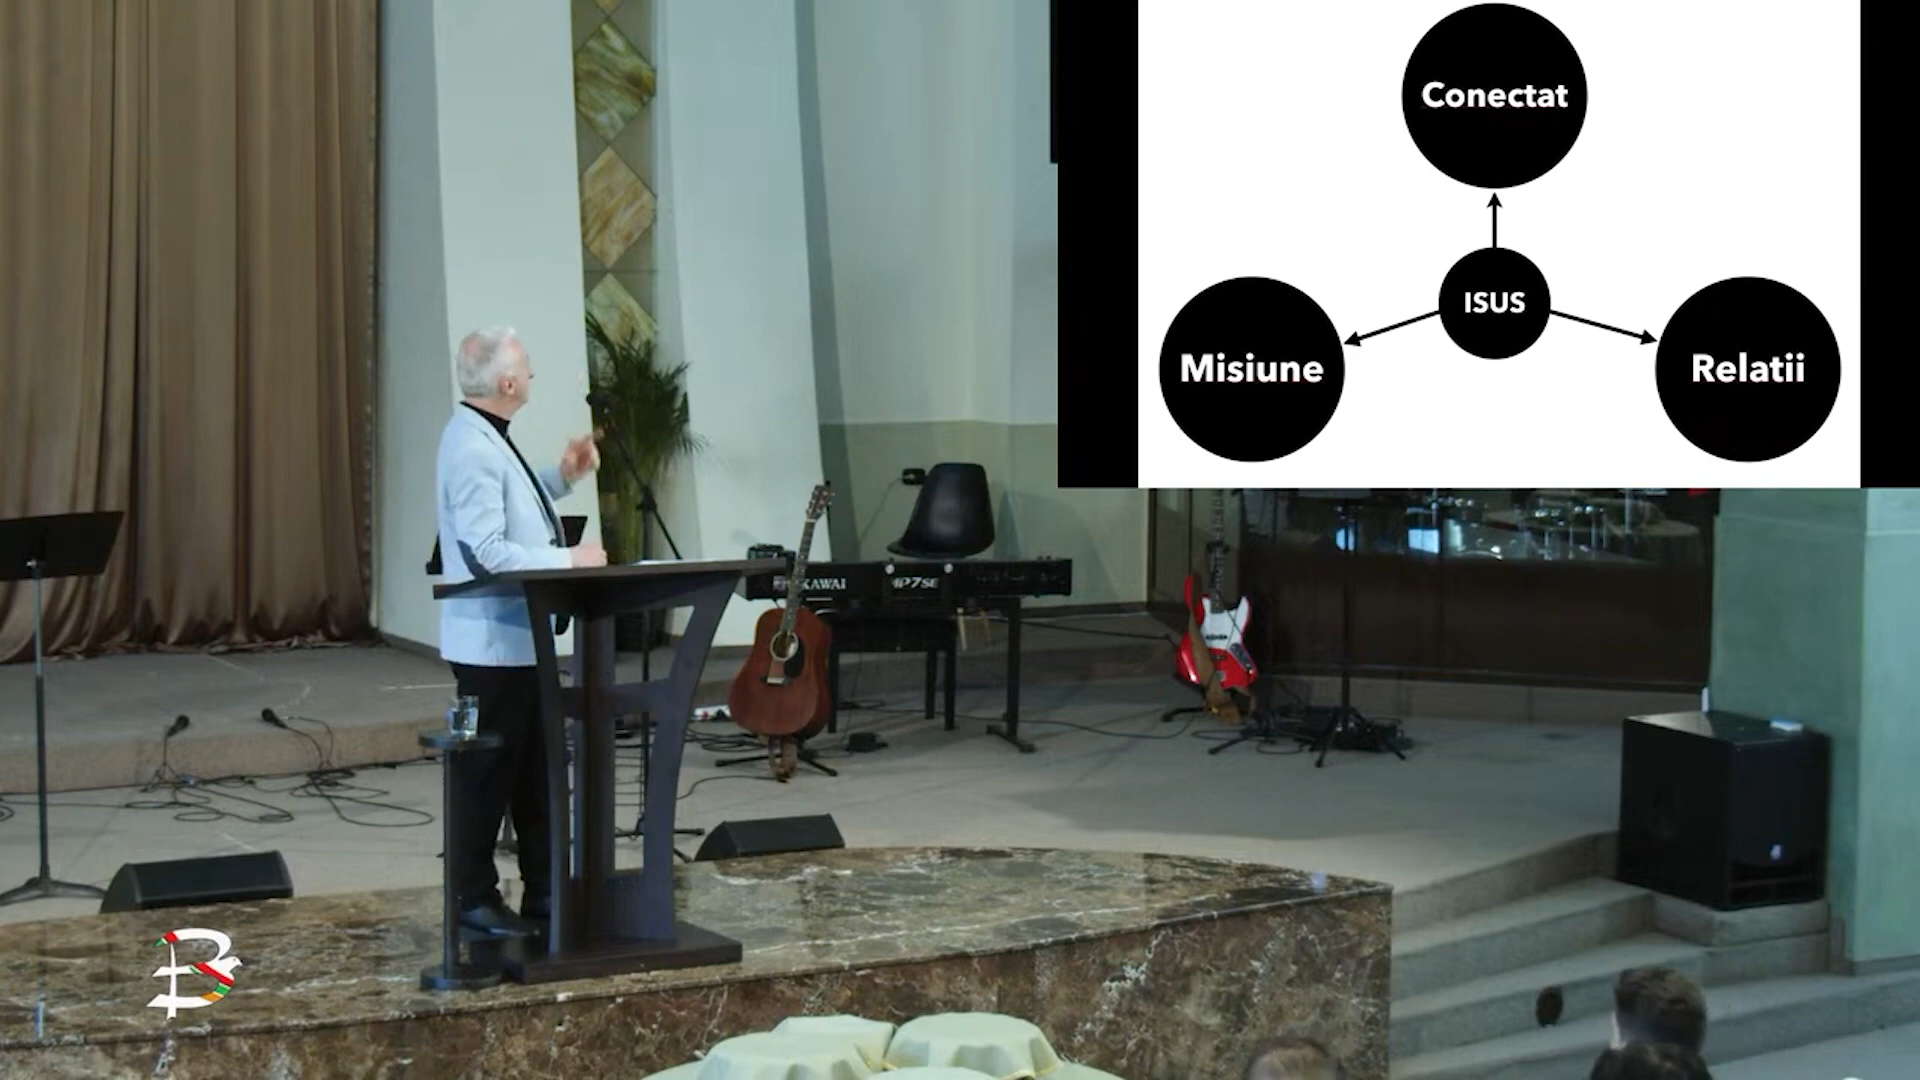 Conectat
ISUS
Misiune
Relatii
KAWAI
MP7SE
B